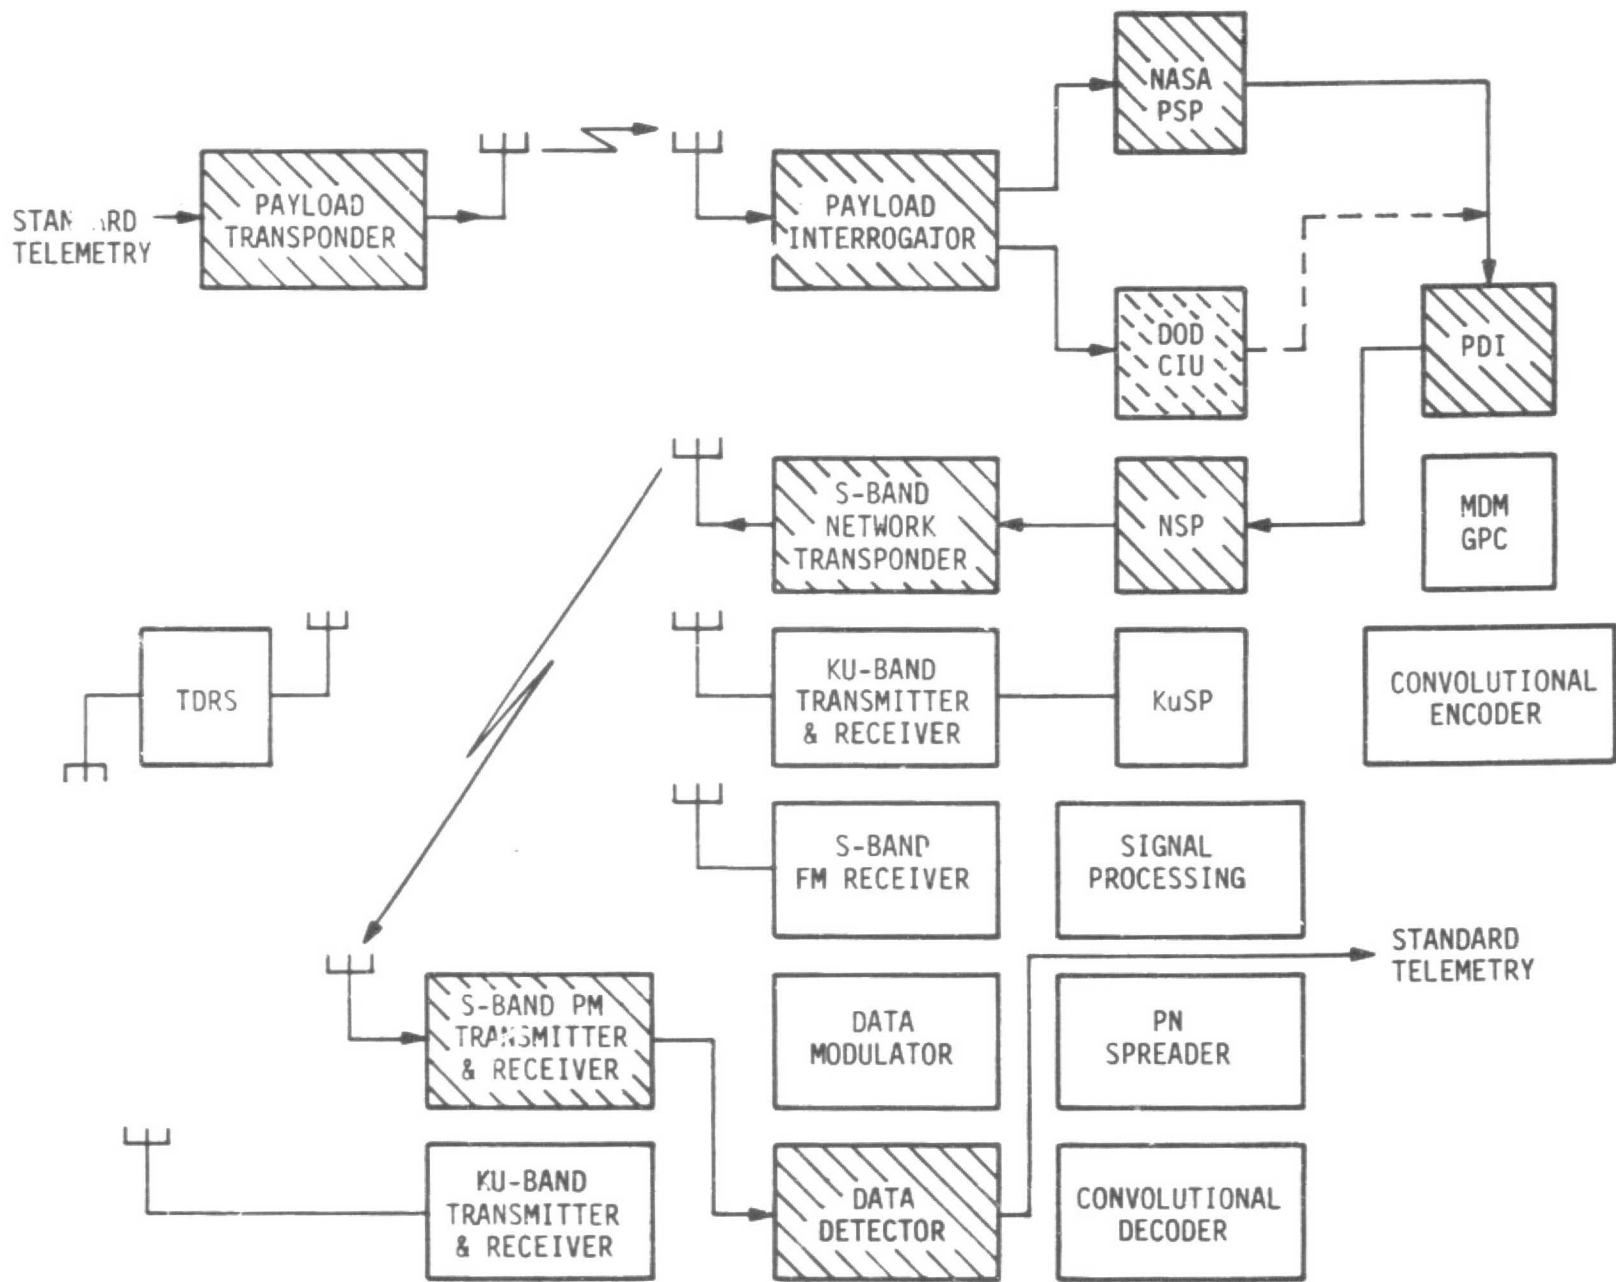 NASA
PSP
STANDARD
TELEMETRY
PAYLOAD
TRANSPONDER
PAYLOAD
INTERROGATOR
DOD
CIU
PDI
S-BAND
NETWORK
TRANSPONDER
NSP
MDM
GPC
TDRS
KU-BAND
TRANSMITTER
& RECEIVER
KuSP
CONVOLUTIONAL
ENCODER
S-BAND
FM RECEIVER
SIGNAL
PROCESSING
STANDARD
TELEMETRY
S-BAND PM
TRANSMITTER
& RECEIVER
DATA
MODULATOR
PN
SPREADER
KU-BAND
TRANSMITTER
& RECEIVER
DATA
DETECTOR
CONVOLUTIONAL
DECODER